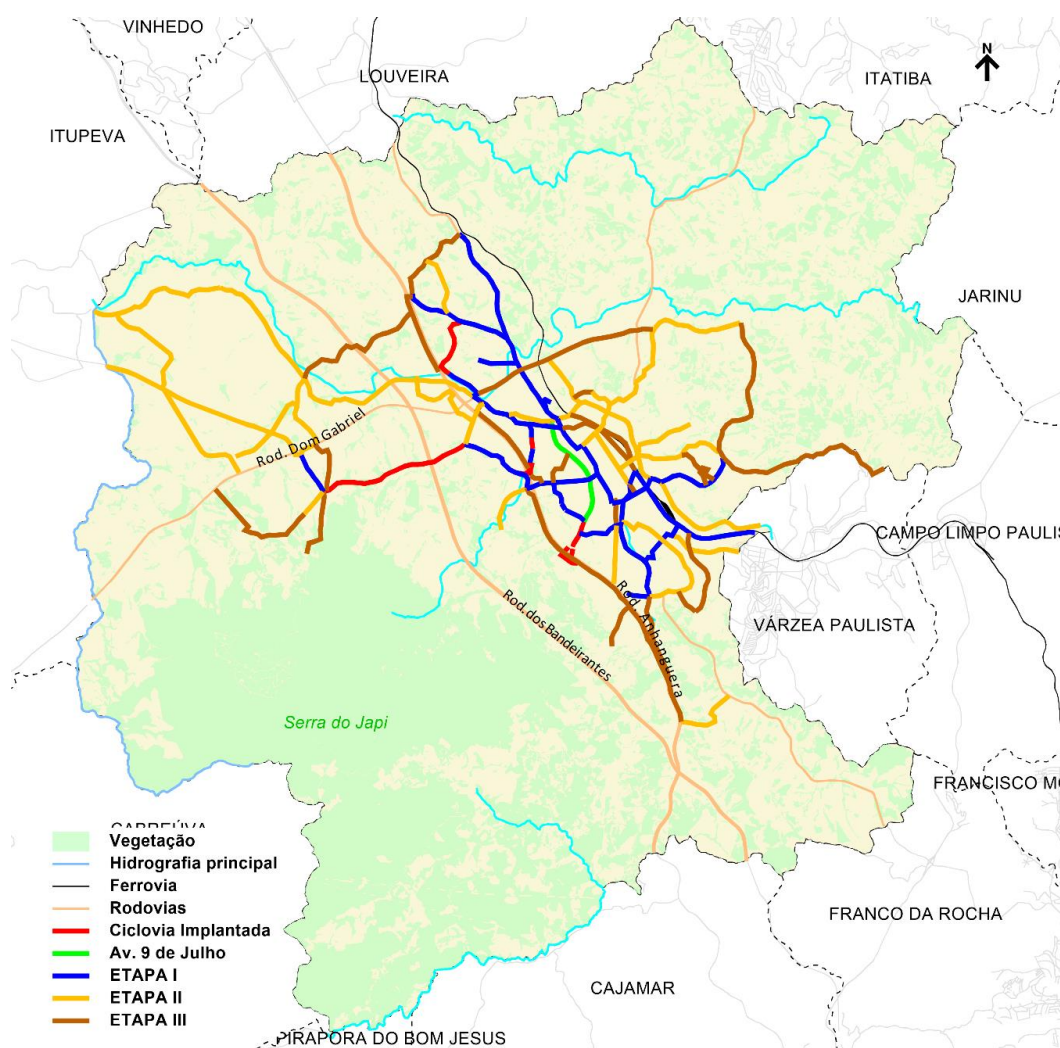 VINHEDO
LOUVEIRA
N
ITATIBA
ITUPEVA
JARINU
Rod. Dom Gabriel
CAMPO LIMPO PAULIS
Rod. dos Bandeirantes
Rod. Anhanguera
VÁRZEA PAULISTA
Serra do Japi
FRANCISCO MO
CABREÚVA
Vegetação
Hidrografia principal
Ferrovia
Rodovias
Ciclovia Implantada
Av. 9 de Julho
ETAPA I
ETAPA II
ETAPA III
FRANCO DA ROCHA
CAJAMAR
PIRAPORA DO BOM JESUS